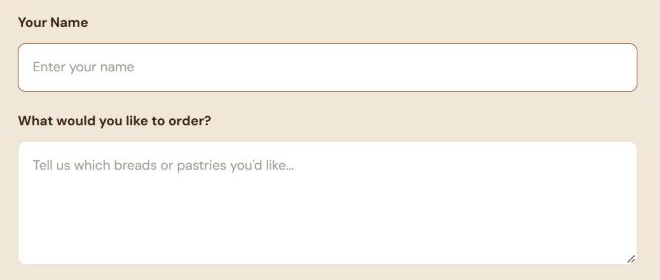 Your Name
Enter your name
What would you like to order?
Tell us which breads or pastries you'd like...